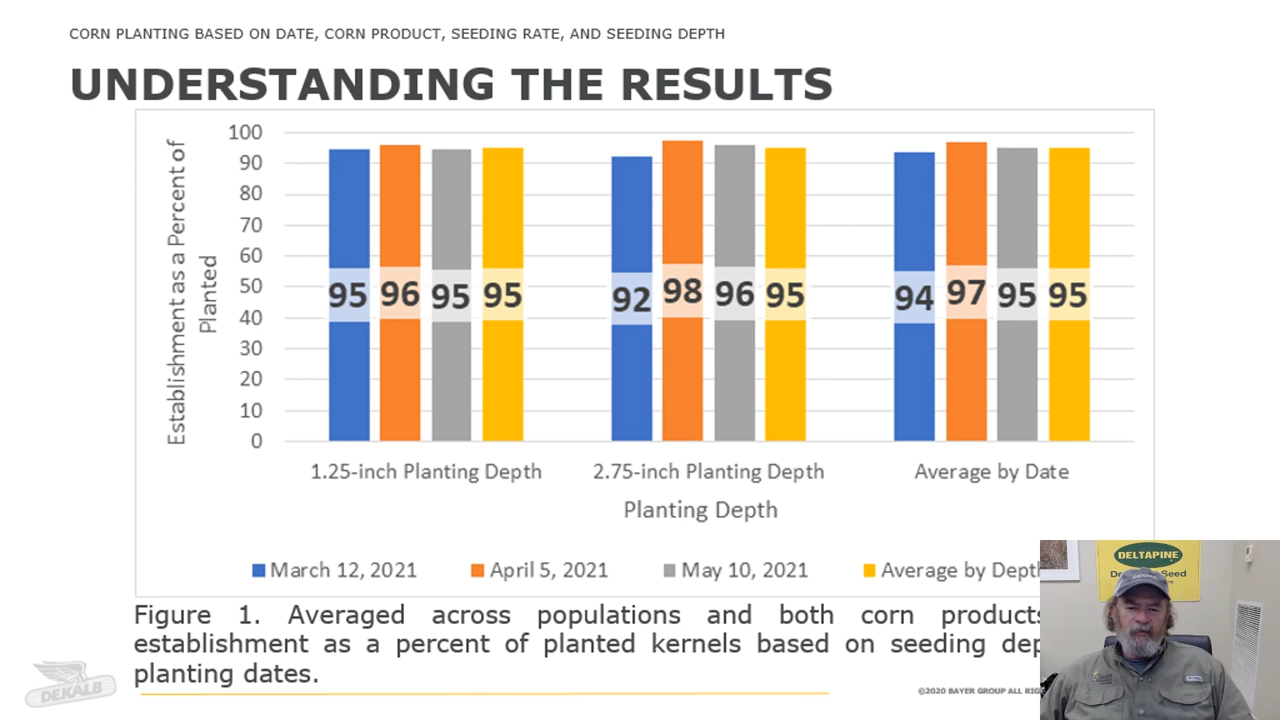 CORN PLANTING BASED ON DATE, CORN PRODUCT, SEEDING RATE, AND SEEDING DEPTH
UNDERSTANDING THE RESULTS
Establishment as a Percent of
Planted
100
90
80
70
60
50
40
30
20
10
0
95 96 95 95
92 98 96 95
94 97 95 95
1.25-inch Planting Depth
2.75-inch Planting Depth
Average by Date
Planting Depth
March 12, 2021
April 5, 2021
May 10, 2021
Average by Depth
Figure 1. Averaged across populations and both corn products
establishment as a percent of planted kernels based on seeding dep
planting dates.
DEKALB
©2020 BAYER GROUP ALL RIG
DELTAPINE
Seed